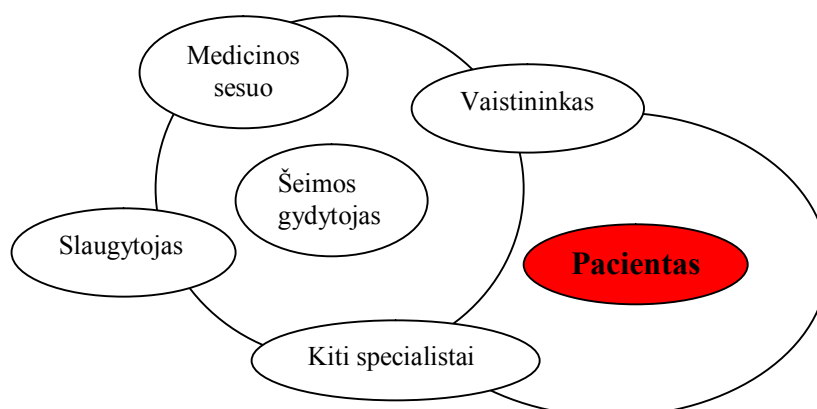 Medicinos
sesuo
Vaistininkas
Šeimos
gydytojas
Slaugytojas
Pacientas
Kiti specialistai